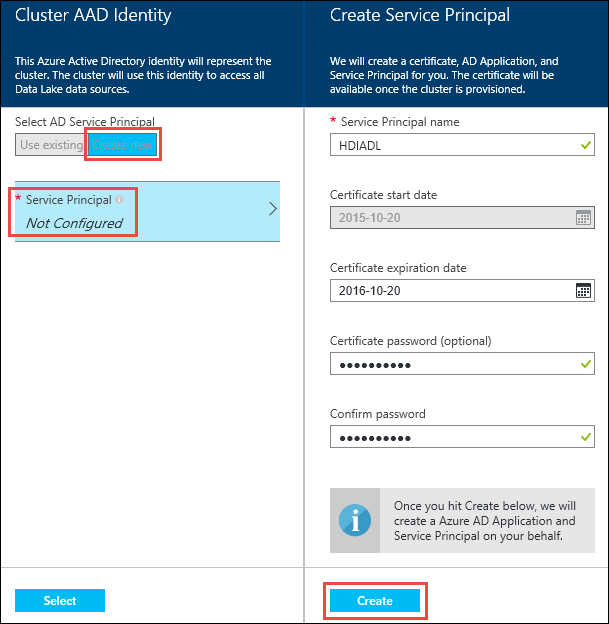 Cluster AAD Identity
This Azure Active Directory identity will represent the
cluster. The cluster will use this identity to access all
Data Lake data sources.
Select AD Service Principal
Use existing
Create new
* Service Principal
Not Configured
Select
Create Service Principal
We will create a certificate, AD Application, and
Service Principal for you. The certificate will be
available once the cluster is provisioned.
* Service Principal name
HDIADL
Certificate start date
2015-10-20
Certificate expiration date
2016-10-20
Certificate password (optional)
●●●●●●●●●●
Confirm password
●●●●●●●●●●
Once you hit Create below, we will
create a Azure AD Application and
Service Principal on your behalf.
Create